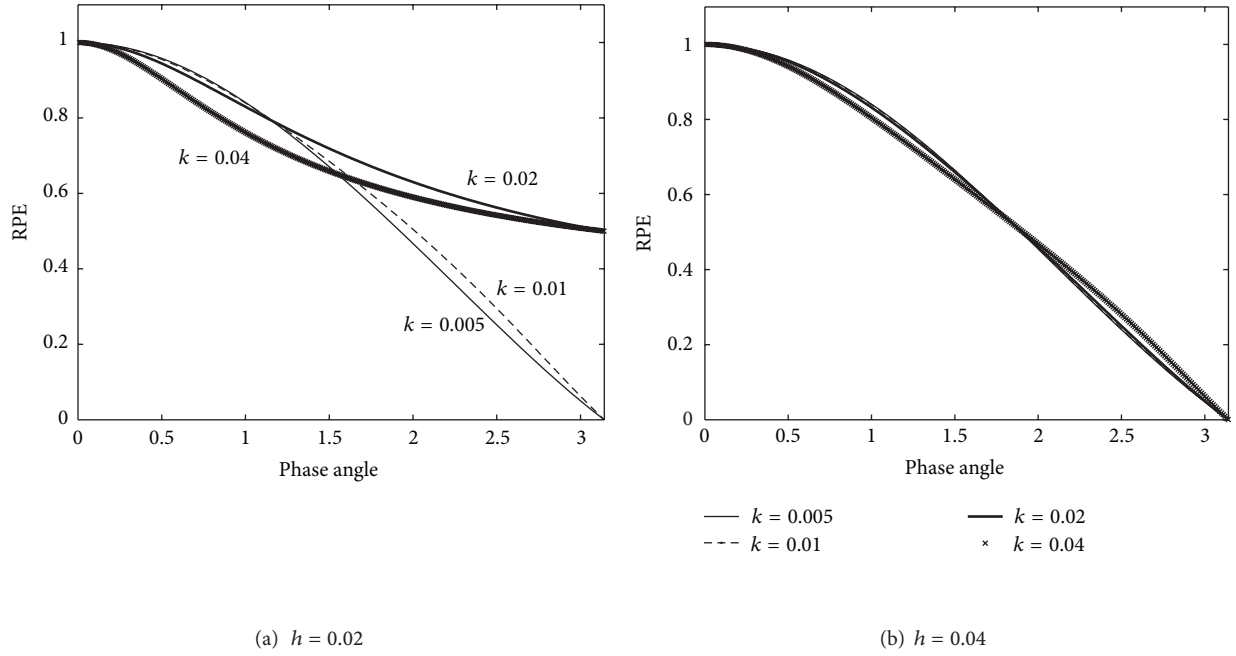 1
0.8
0.6
0.4
0.2
0
RPE
k = 0.04
k = 0.02
k = 0.01
k = 0.005
0 0.5 1 1.5 2 2.5 3
Phase angle
(a) h = 0.02
1
0.8
0.6
0.4
0.2
0
RPE
0 0.5 1 1.5 2 2.5 3
Phase angle
k = 0.005
k = 0.01
k = 0.02
k = 0.04
(b) h = 0.04